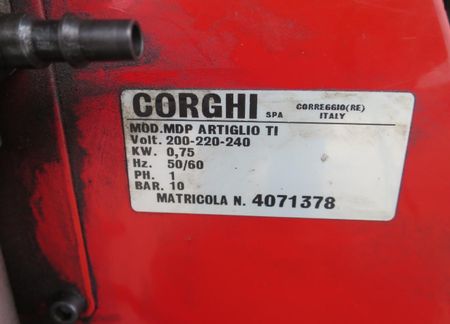 CORGHI SPA CORREGGIO(RE)
ITALY
MOD.MDP ARTIGLIO TI
Volt. 200-220-240
KW. 0,75
Hz. 50/60
PH. 1
BAR. 10
MATRICOLA N. 4071378